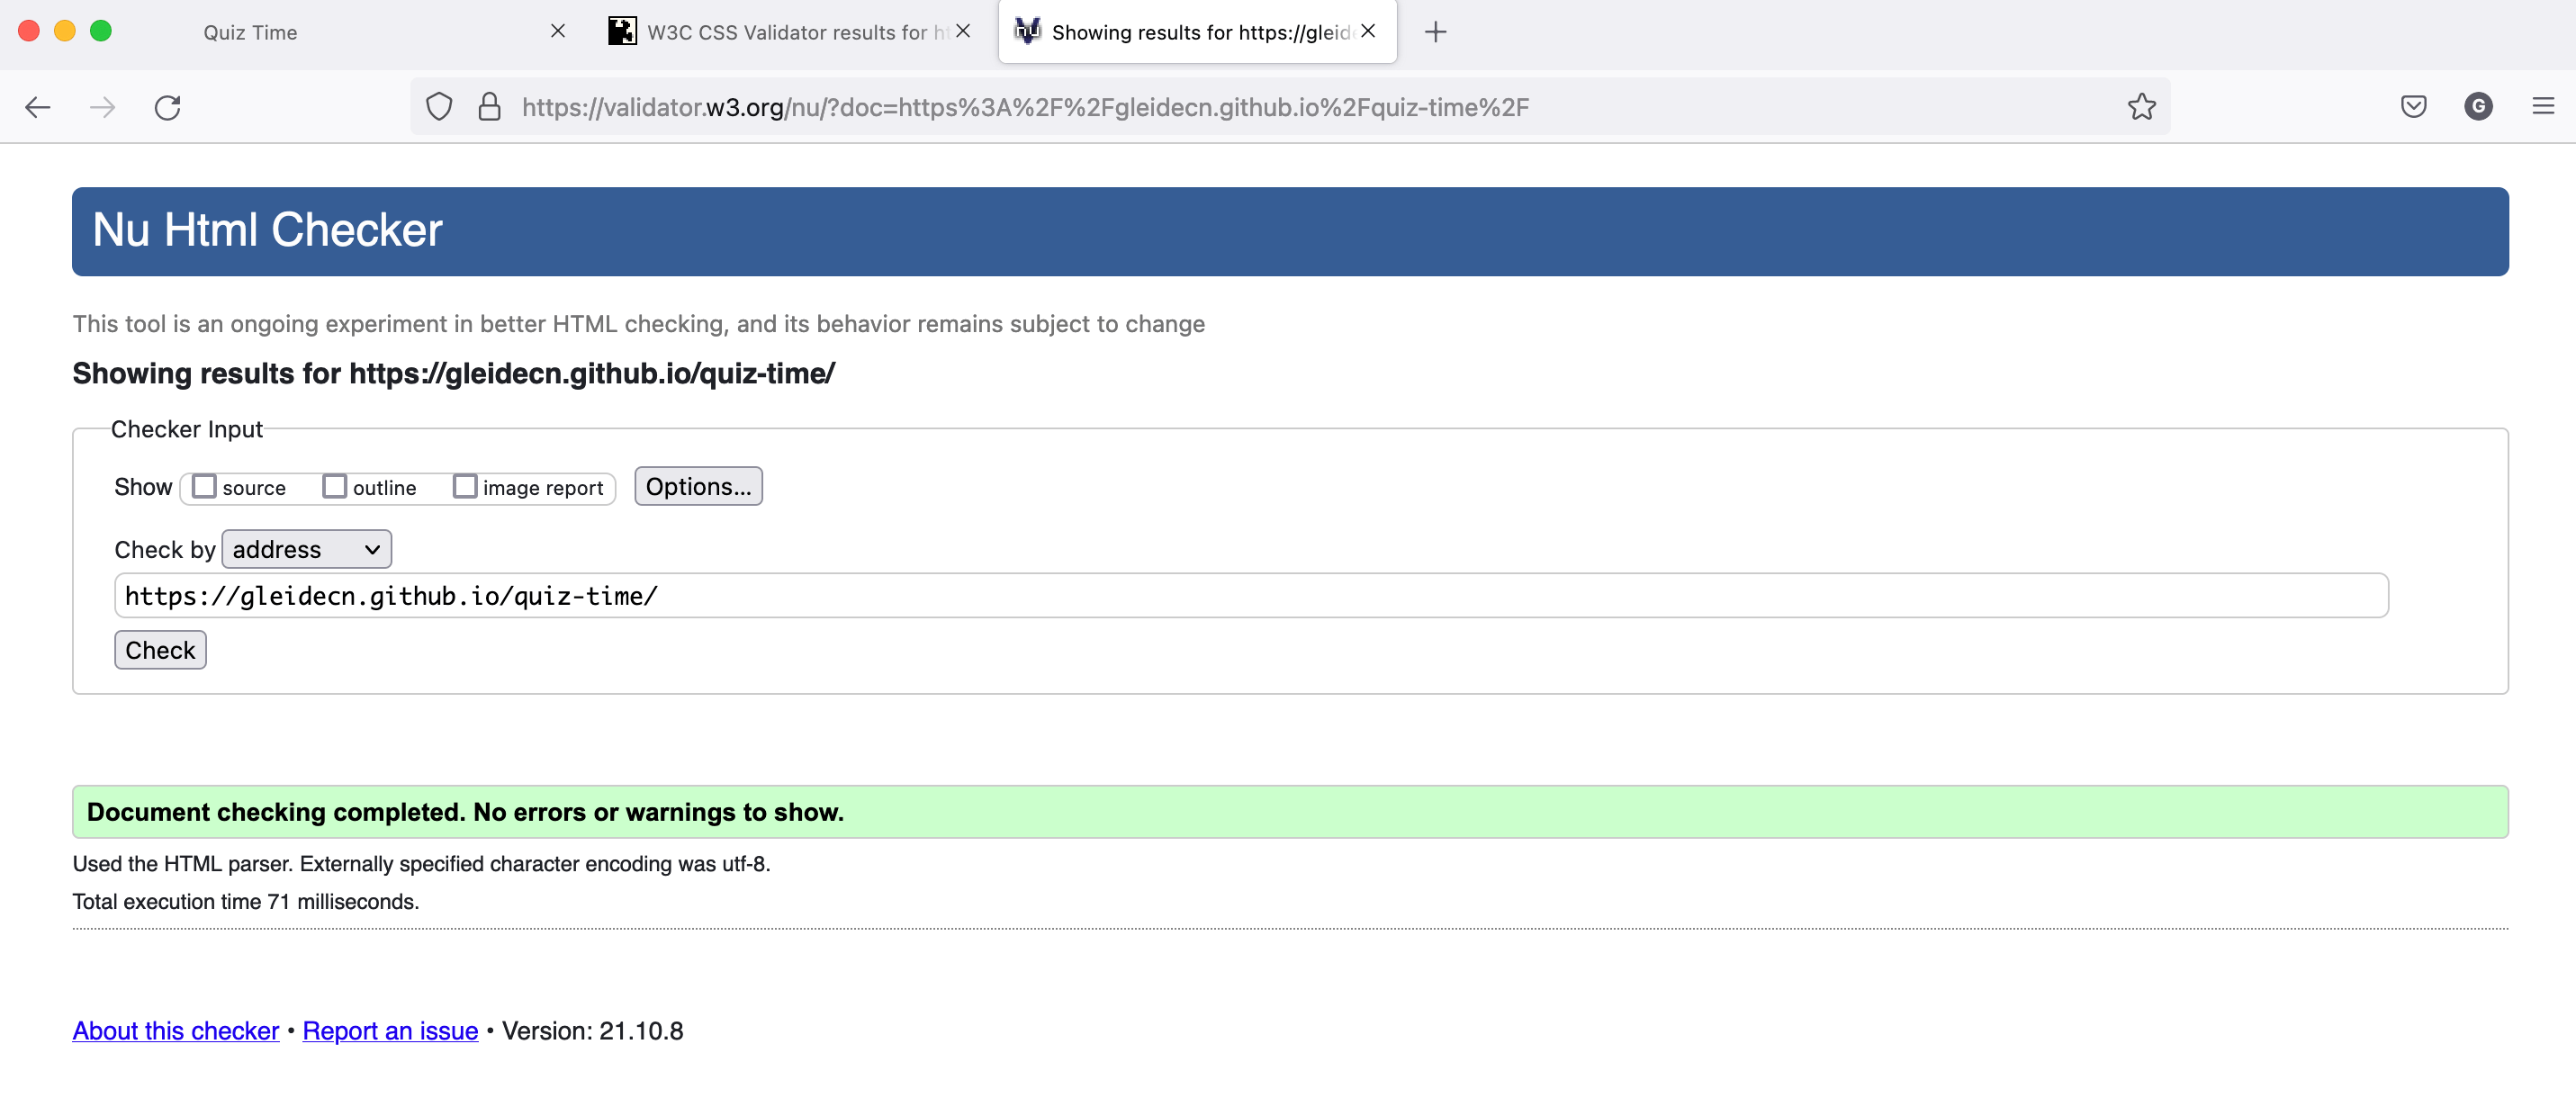 Quiz Time
W3C CSS Validator results for ht
Showing results for https://gleide
https://validator.w3.org/nu/?doc=https%3A%2F%2Fgleidecn.github.io%2Fquiz-time%2F
G
Nu Html Checker
This tool is an ongoing experiment in better HTML checking, and its behavior remains subject to change
Showing results for https://gleidecn.github.io/quiz-time/
Checker Input
Show source outline image report Options...
Check by address
https://gleidecn.github.io/quiz-time/
Check
Document checking completed. No errors or warnings to show.
Used the HTML parser. Externally specified character encoding was utf-8.
Total execution time 71 milliseconds.
About this checker • Report an issue • Version: 21.10.8